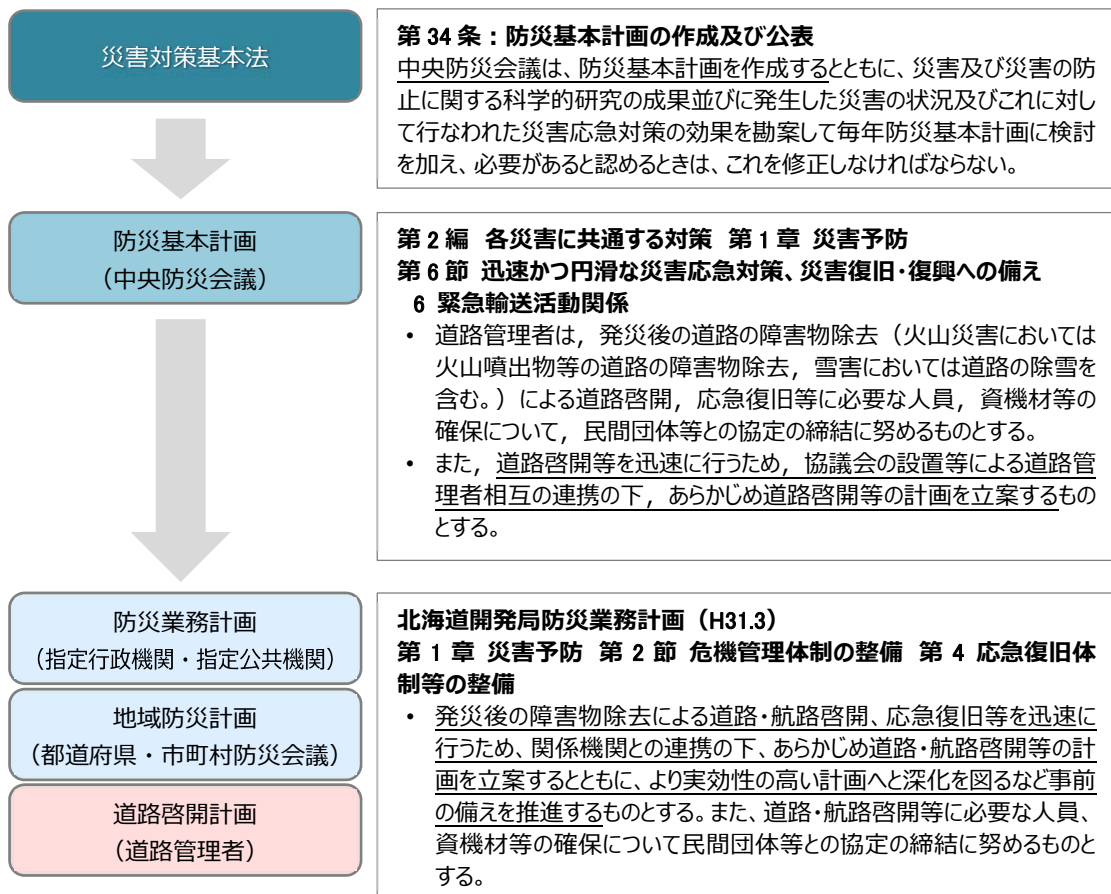 災害対策基本法
第 34 条：防災基本計画の作成及び公表
中央防災会議は、防災基本計画を作成するとともに、災害及び災害の防
止に関する科学的研究の成果並びに発生した災害の状況及びこれに対し
て行なわれた災害応急対策の効果を勘案して毎年防災基本計画に検討
を加え、必要があると認めるときは、これを修正しなければならない。
防災基本計画
（中央防災会議）
第 2 編 各災害に共通する対策 第 1 章 災害予防
第 6 節 迅速かつ円滑な災害応急対策、災害復旧・復興への備え
6 緊急輸送活動関係
• 道路管理者は，発災後の道路の障害物除去（火山災害においては
火山噴出物等の道路の障害物除去，雪害においては道路の除雪を
含む。）による道路啓開，応急復旧等に必要な人員，資機材等の
確保について，民間団体等との協定の締結に努めるものとする。
• また，道路啓開等を迅速に行うため，協議会の設置等による道路管
理者相互の連携の下，あらかじめ道路啓開等の計画を立案するもの
とする。
防災業務計画
（指定行政機関・指定公共機関）
地域防災計画
（都道府県・市町村防災会議）
道路啓開計画
（道路管理者）
北海道開発局防災業務計画（H31.3）
第 1 章 災害予防 第 2 節 危機管理体制の整備 第 4 応急復旧体
制等の整備
• 発災後の障害物除去による道路・航路啓開、応急復旧等を迅速に
行うため、関係機関との連携の下、あらかじめ道路・航路啓開等の計
画を立案するとともに、より実効性の高い計画へと深化を図るなど事前
の備えを推進するものとする。また、道路・航路啓開等に必要な人員、
資機材等の確保について民間団体等との協定の締結に努めるものと
する。